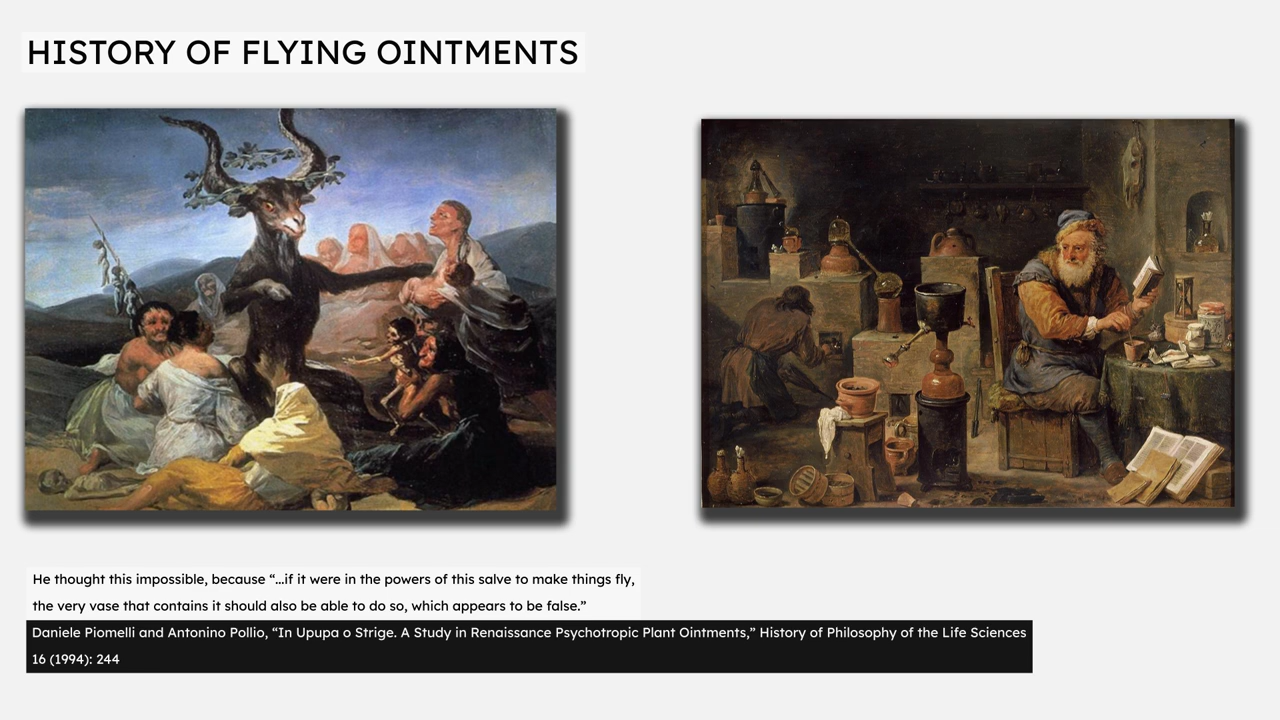 HISTORY OF FLYING OINTMENTS
He thought this impossible, because “...if it were in the powers of this salve to make things fly,
the very vase that contains it should also be able to do so, which appears to be false.”
Daniele Piomelli and Antonino Pollio, “In Upupa o Strige. A Study in Renaissance Psychotropic Plant Ointments,” History of Philosophy of the Life Sciences
16 (1994): 244